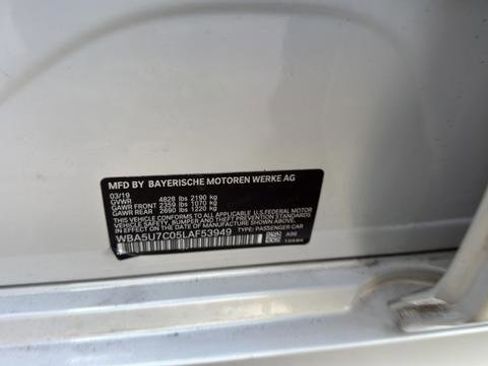 MFD BY BAYERISCHE MOTOREN WERKE AG
03/19
GVWR 4828 lbs 2190 kg
GAWR FRONT 2359 lbs 1070 kg
GAWR REAR 2690 lbs 1220 kg
THIS VEHICLE CONFORMS TO ALL APPLICABLE U.S.FEDERAL MOTOR
VEHICLE SAFETY, BUMPER, AND THEFT PREVENTION STANDARDS
IN EFFECT ON THE DATE OF MANUFACTURE SHOWN ABOVE.
WBA5U7C05LAF53949 TYPE: PASSENGER CAR